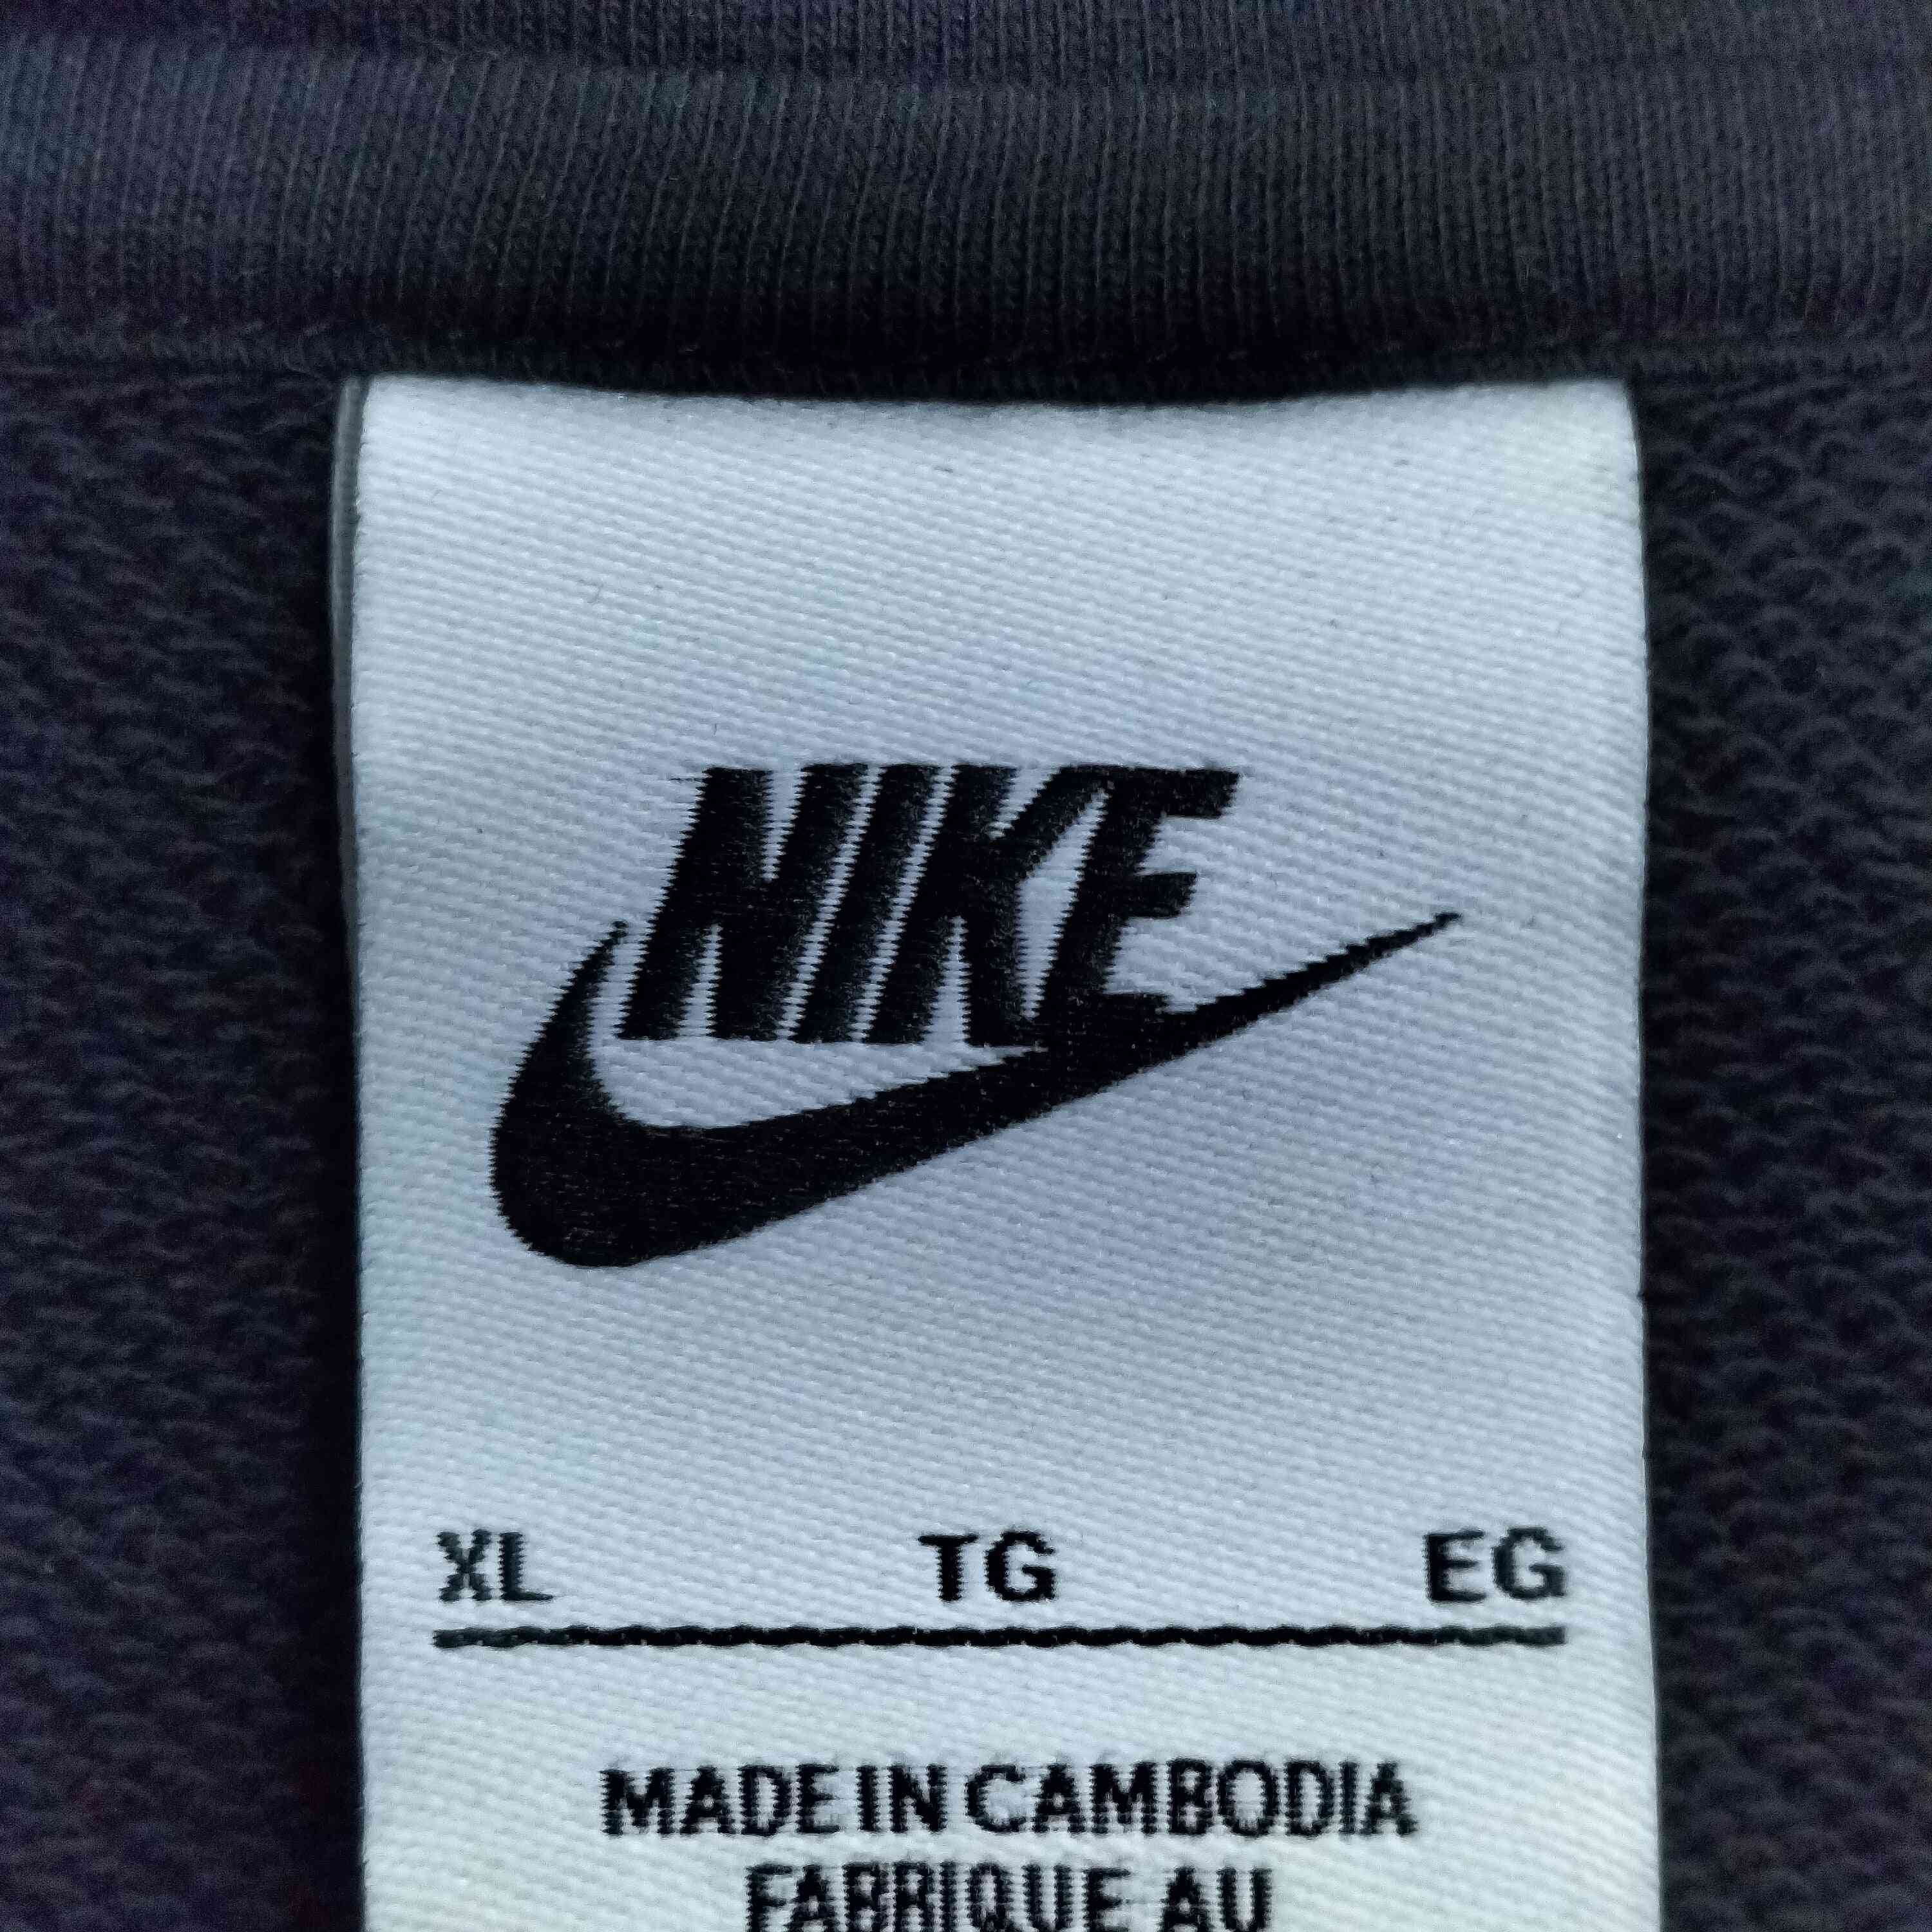 NIKE
XL TG EG
MADE IN CAMBODIA
FABRIQUE AU